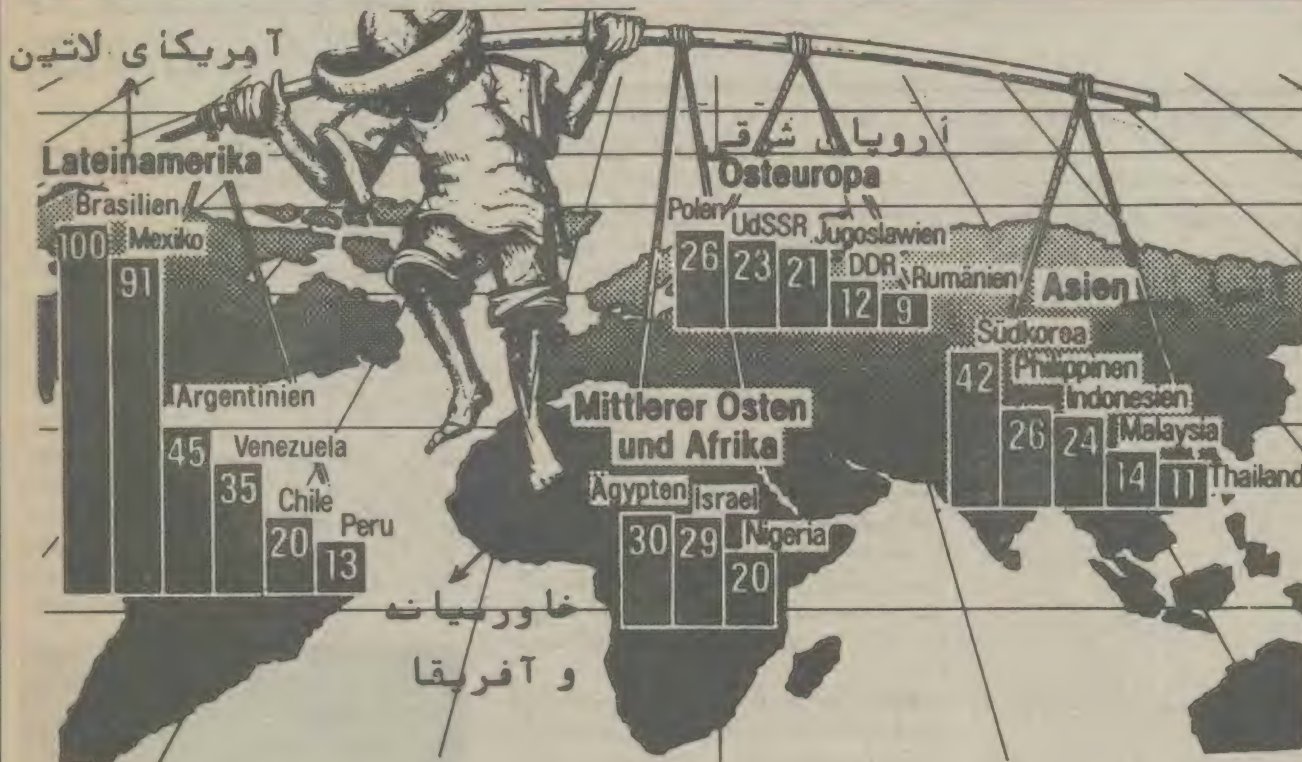 آمریکای لاتین
Lateinamerika
Brasilien
100
Mexiko
91
Argentinien
45
Venezuela
35
Chile
20
Peru
13
اروپای شرقی
Osteuropa
Polen
26
UdSSR
23
Jugoslawien
21
DDR
12
Rumänien
9
Mittlerer Osten
und Afrika
Ägypten
30
Israel
29
Nigeria
20
خاورمیانه
و آفریقا
Asien
Südkorea
42
Philippinen
26
Indonesien
24
Malaysia
14
Thailand
11